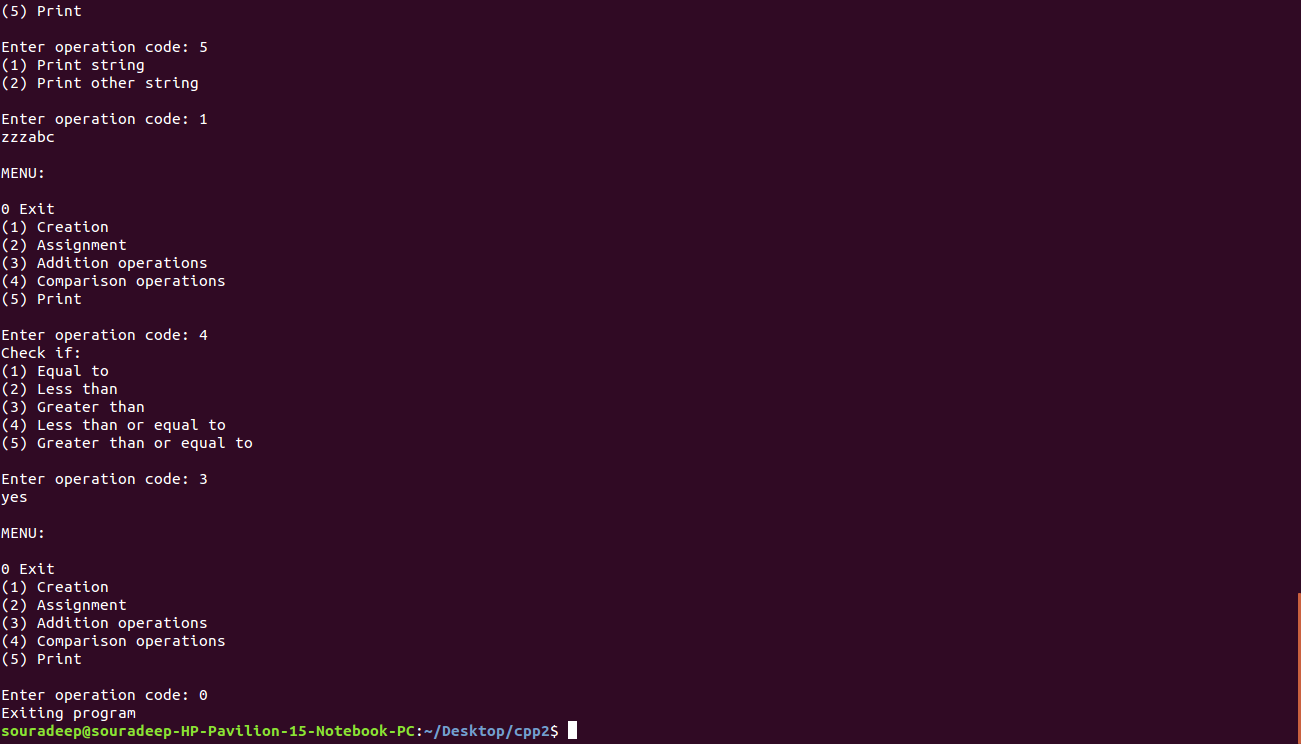 (5) Print
Enter operation code: 5
(1) Print string
(2) Print other string
Enter operation code: 1
zzzabc
MENU:
0 Exit
(1) Creation
(2) Assignment
(3) Addition operations
(4) Comparison operations
(5) Print
Enter operation code: 4
Check if:
(1) Equal to
(2) Less than
(3) Greater than
(4) Less than or equal to
(5) Greater than or equal to
Enter operation code: 3
yes
MENU:
0 Exit
(1) Creation
(2) Assignment
(3) Addition operations
(4) Comparison operations
(5) Print
Enter operation code: 0
Exiting program
souradeep@souradeep-HP-Pavilion-15-Notebook-PC:~/Desktop/cpp2$